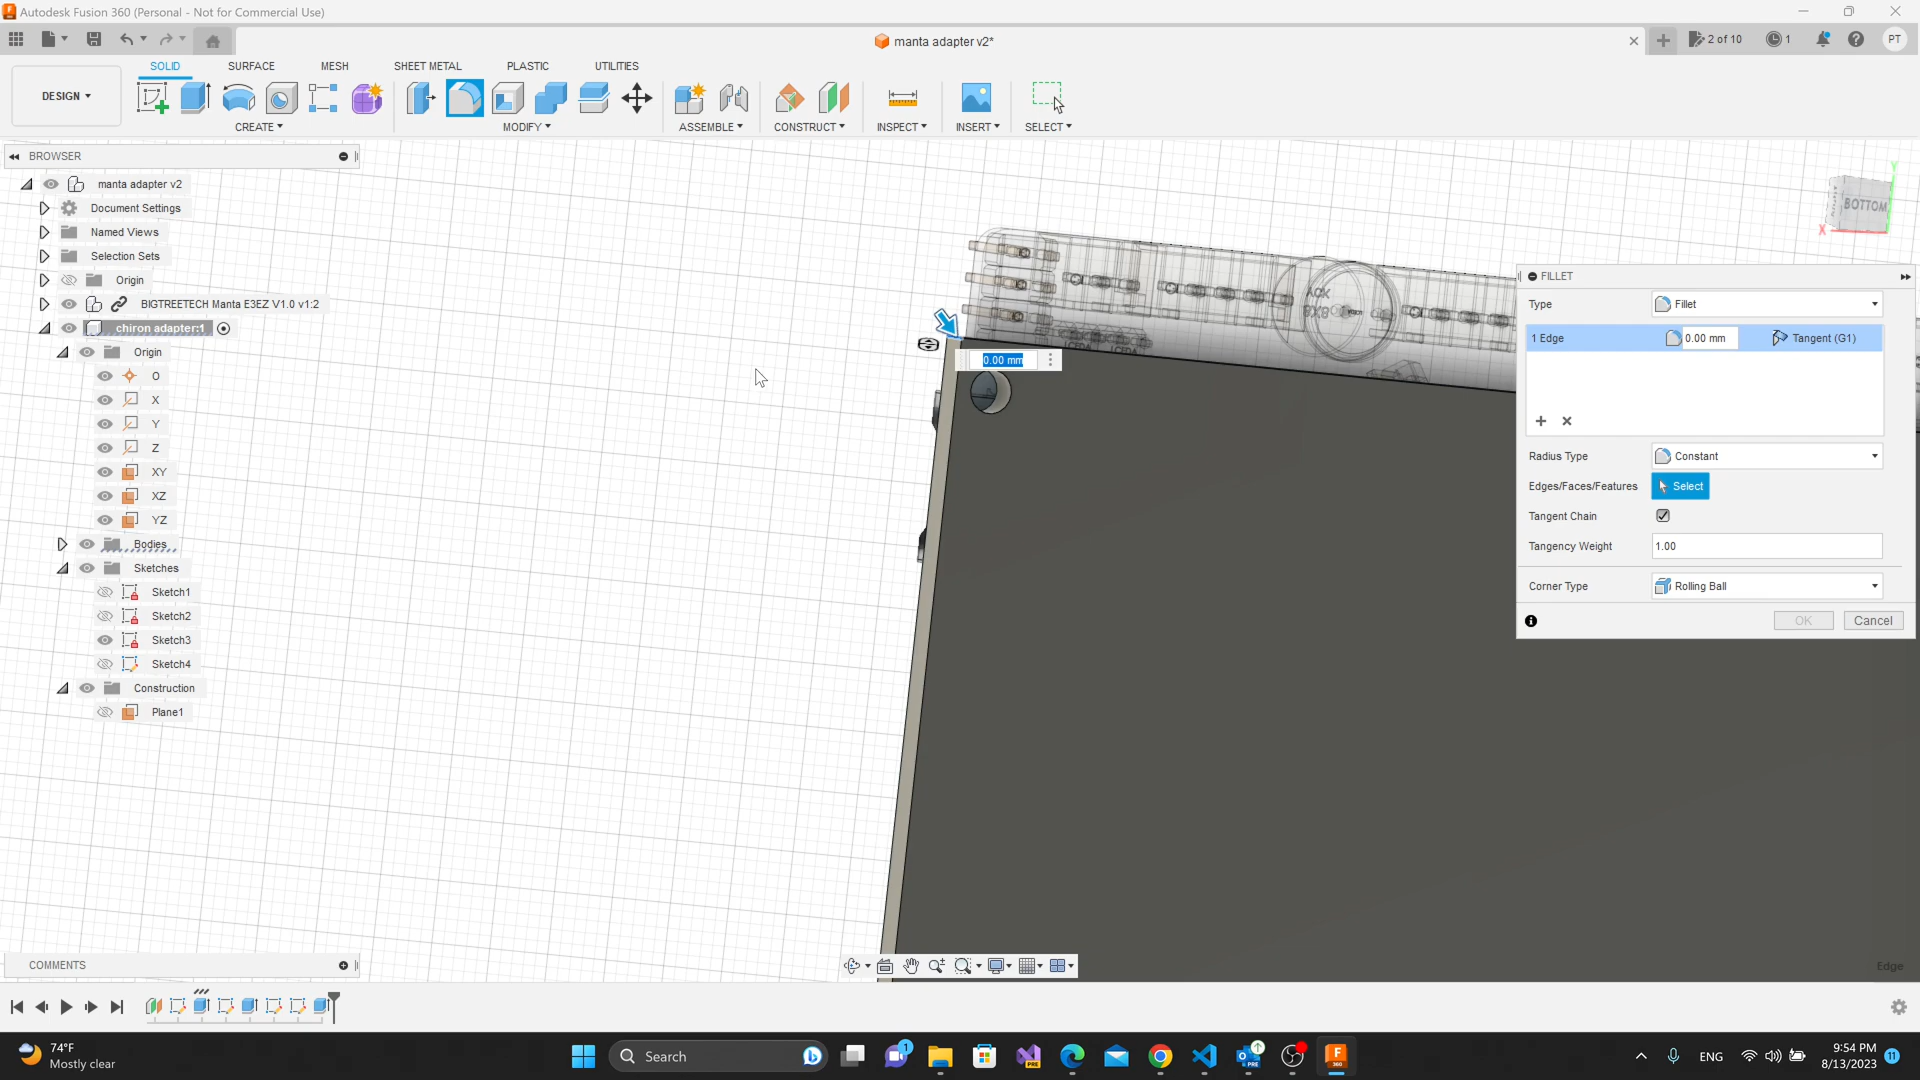 Autodesk Fusion 360 (Personal - Not for Commercial Use)
manta adapter v2*
2 of 10
1
PT
DESIGN
SOLID
SURFACE
MESH
SHEET METAL
PLASTIC
UTILITIES
CREATE
MODIFY
ASSEMBLE
CONSTRUCT
INSPECT
INSERT
SELECT
BROWSER
manta adapter v2
Document Settings
Named Views
Selection Sets
Origin
BIGTREETECH Manta E3EZ V1.0 v1:2
chiron adapter:1
Origin
O
X
Y
Z
XY
XZ
YZ
Bodies
Sketches
Sketch1
Sketch2
Sketch3
Sketch4
Construction
Plane1
BOTTOM
X
Y
0.00 mm
FILLET
Type
Fillet
1 Edge
0.00 mm
Tangent (G1)
Radius Type
Constant
Edges/Faces/Features
Select
Tangent Chain
Tangency Weight
1.00
Corner Type
Rolling Ball
OK
Cancel
Edge
COMMENTS
74°F
Mostly clear
Search
1
PRE
PRE
360
ENG
9:54 PM
8/13/2023
11